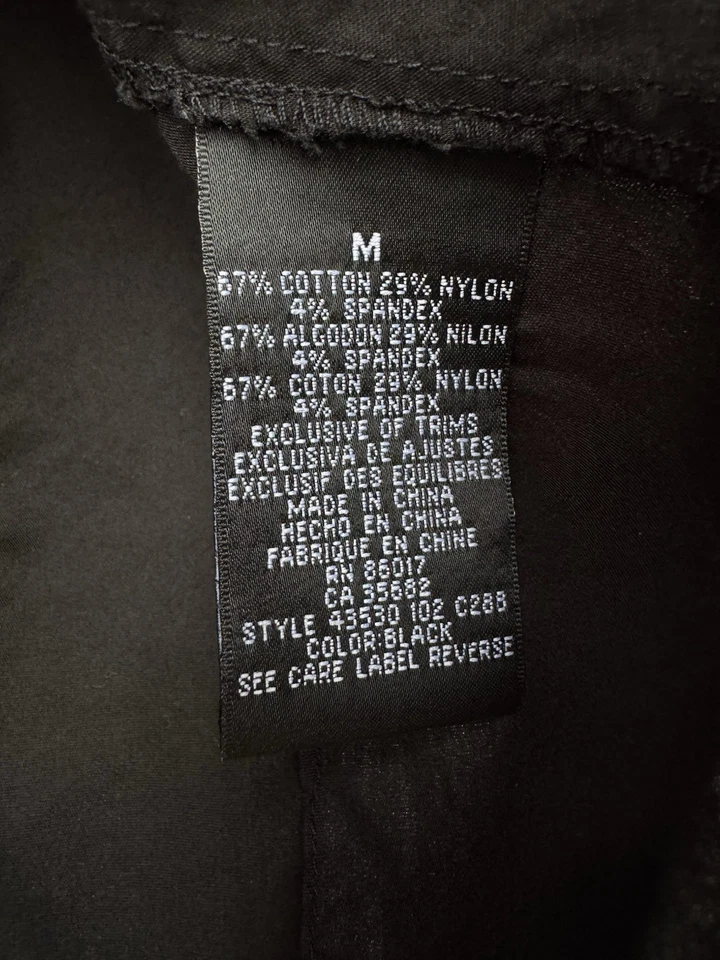 M
67% COTTON 29% NYLON
4% SPANDEX
67% ALGODON 29% NILON
4% SPANDEX
67% COTON 29% NYLON
4% SPANDEX
EXCLUSIVE OF TRIMS
EXCLUSIVA DE AJUSTES
EXCLUSIF DES EQUILIBRES
MADE IN CHINA
HECHO EN CHINA
FABRIQUE EN CHINE
RN 86017
CA 35682
STYLE 43530 102 C288
COLOR:BLACK
SEE CARE LABEL REVERSE